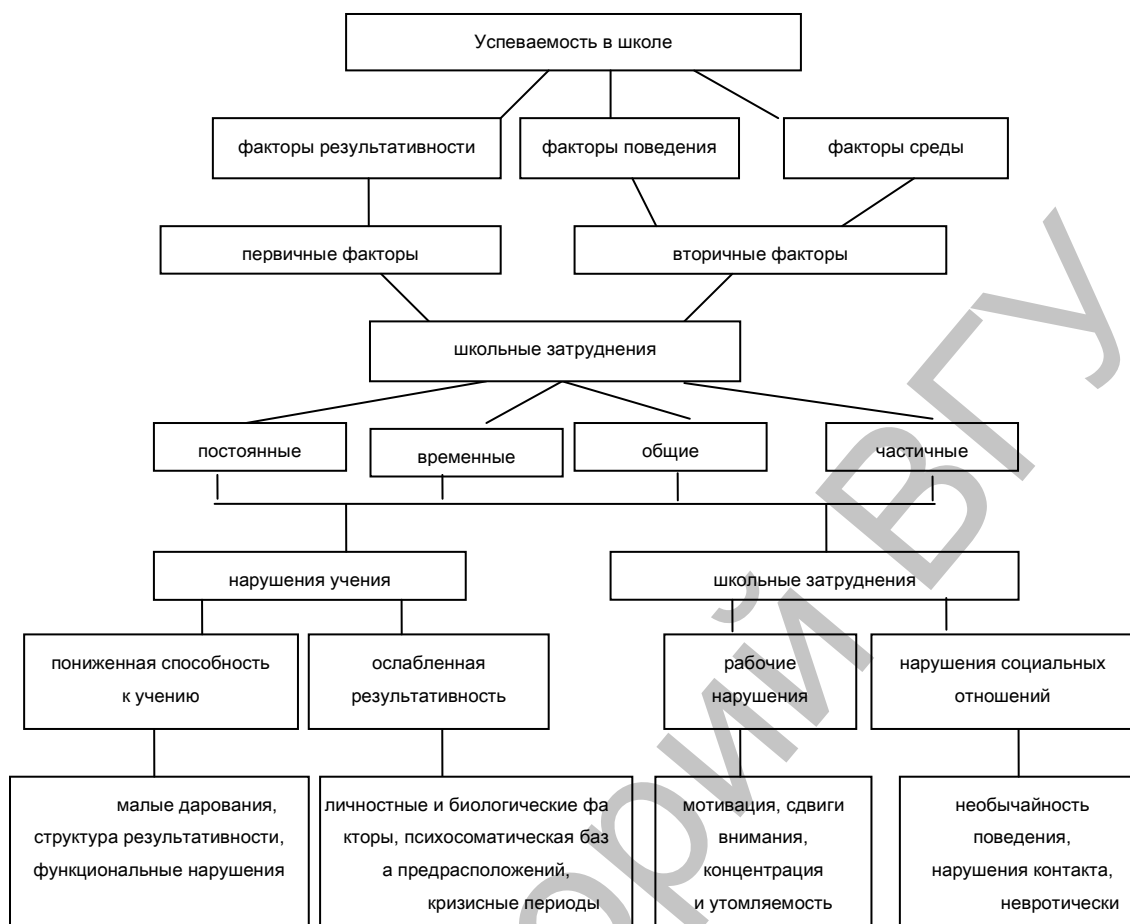 Успеваемость в школе
факторы результативности
факторы поведения
факторы среды
первичные факторы
вторичные факторы
школьные затруднения
постоянные
временные
общие
частичные
нарушения учения
школьные затруднения
пониженная способность
к учению
ослабленная
результативность
рабочие
нарушения
нарушения социальных
отношений
малые дарования,
структура результативности,
функциональные нарушения
личностные и биологические фа
кторы, психосоматическая баз
а предрасположений,
кризисные периоды
мотивация, сдвиги
внимания,
концентрация
и утомляемость
необычайность
поведения,
нарушения контакта,
невротически
орий ВГУ